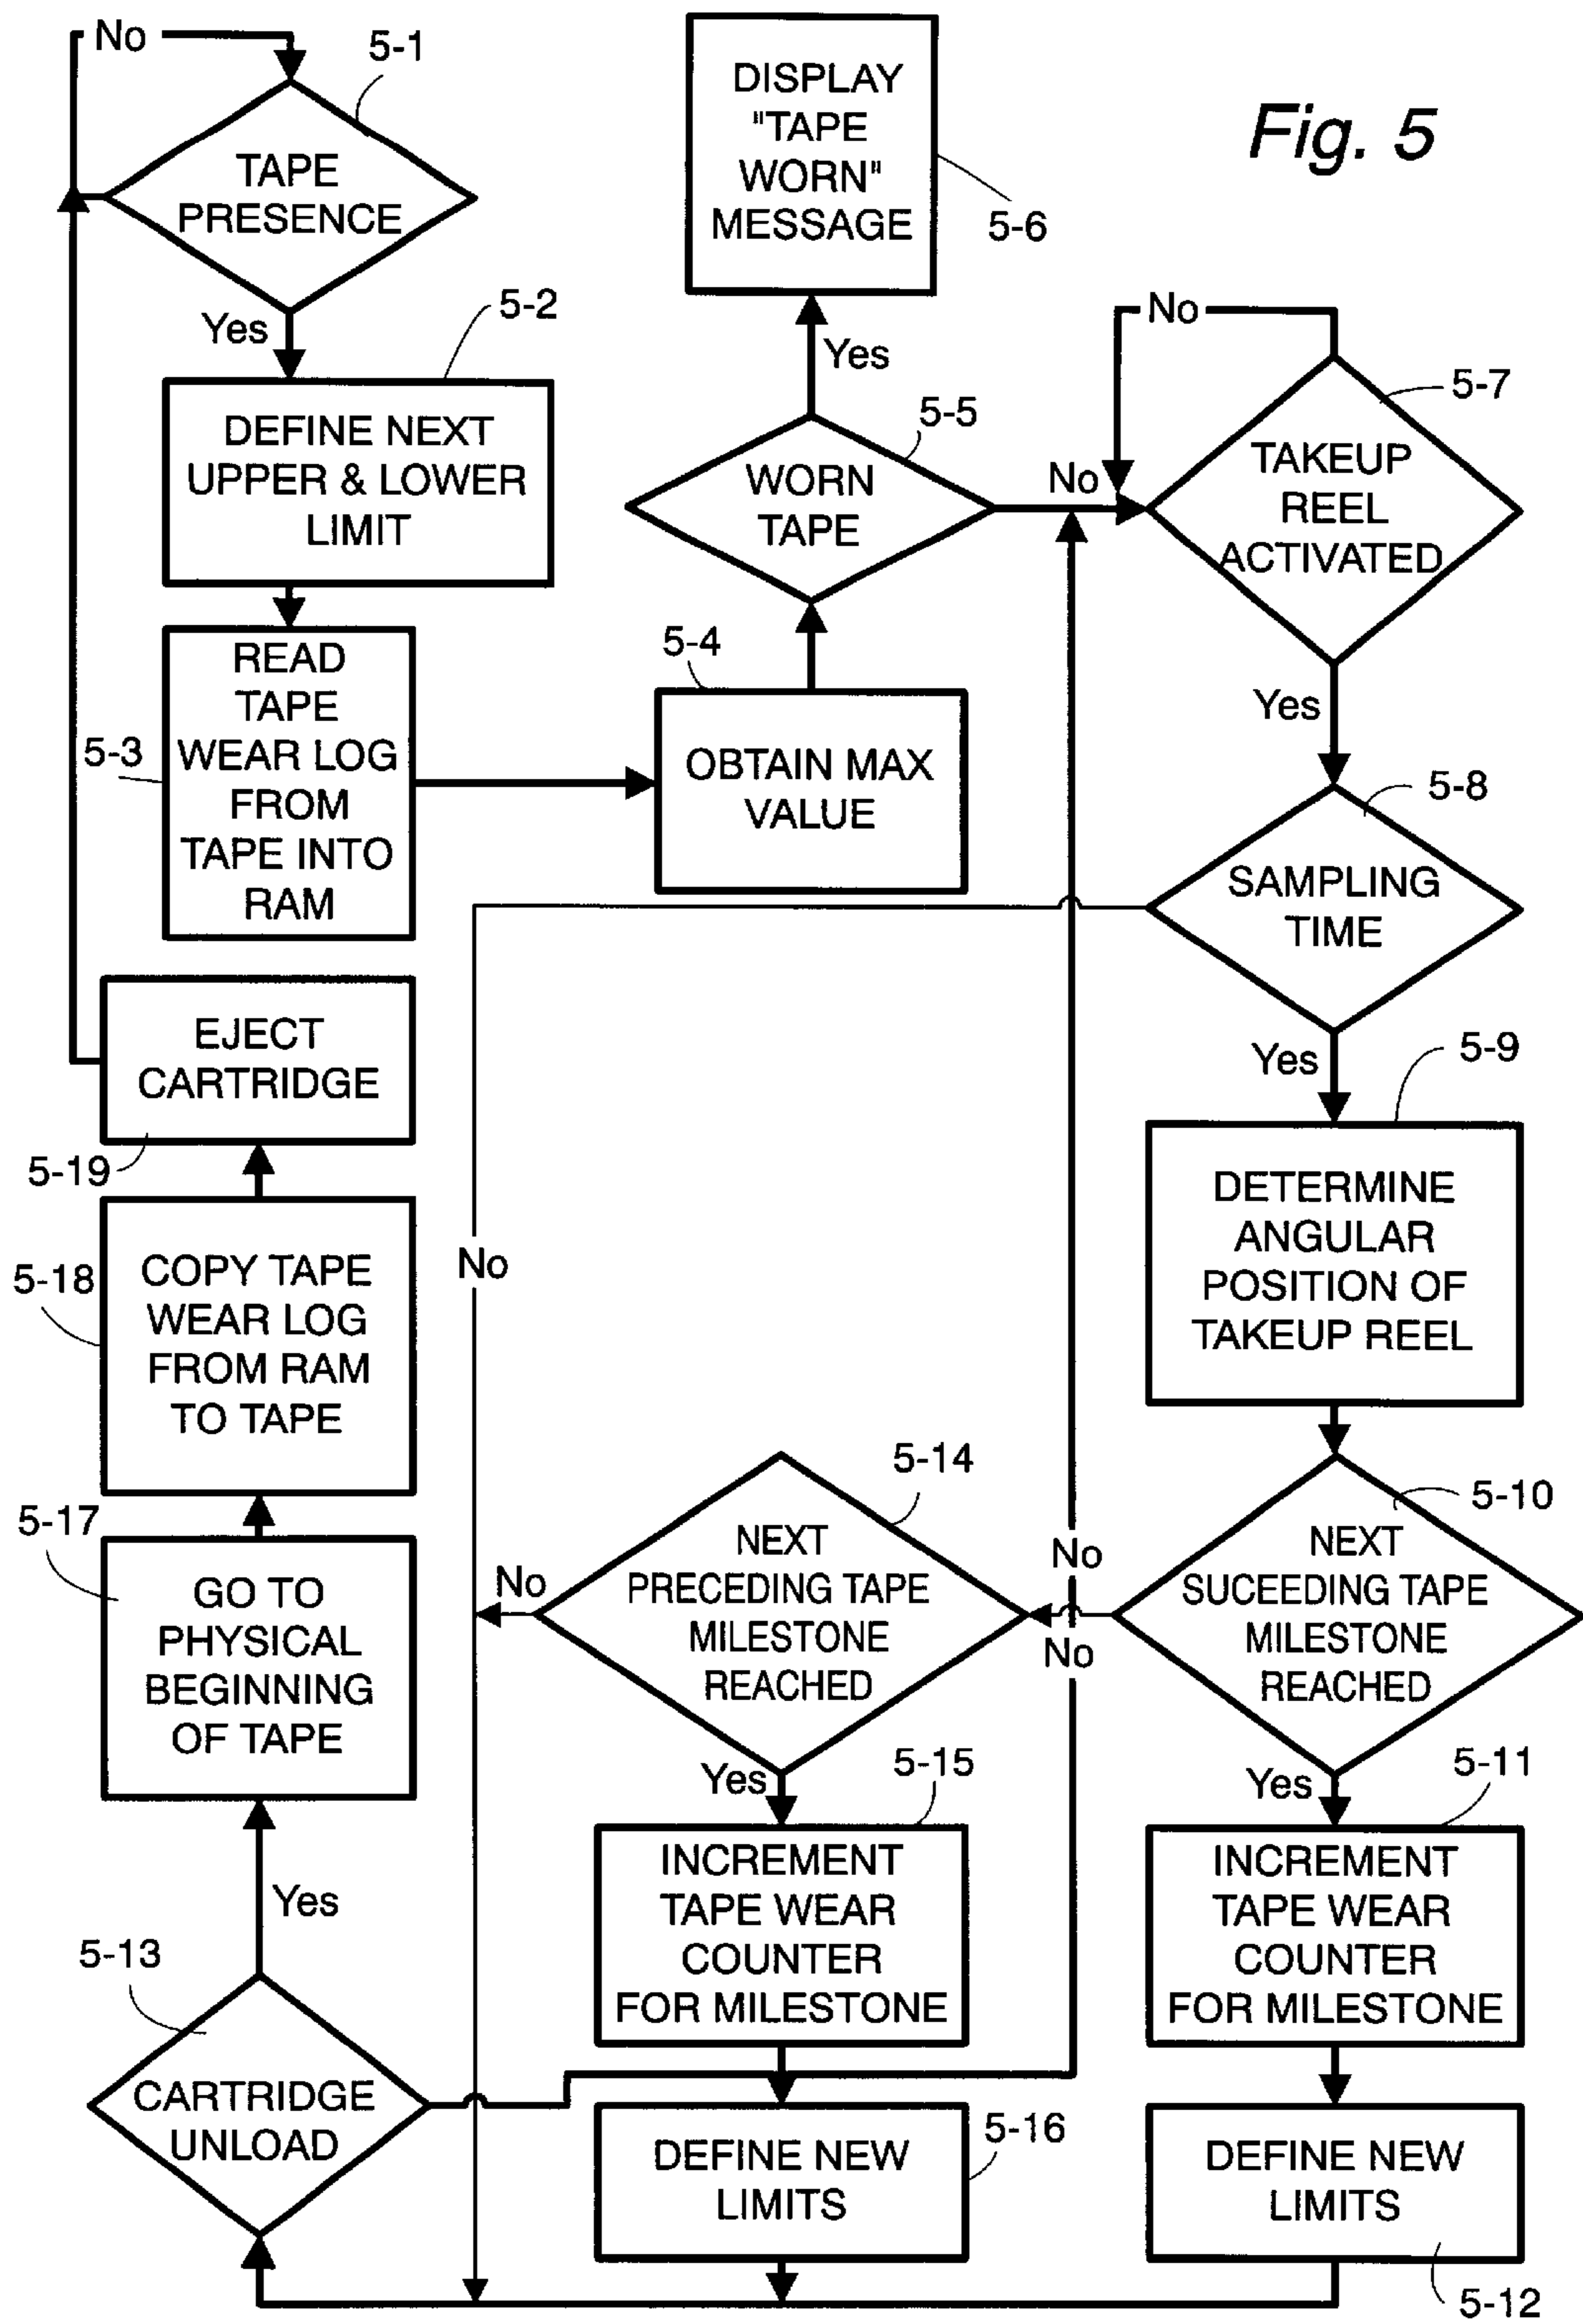 Fig. 5
No
5-1
TAPE
PRESENCE
Yes
5-2
DEFINE NEXT
UPPER & LOWER
LIMIT
5-3
READ
TAPE
WEAR LOG
FROM
TAPE INTO
RAM
5-4
OBTAIN MAX
VALUE
5-5
WORN
TAPE
Yes
DISPLAY
"TAPE
WORN"
MESSAGE
5-6
No
No
5-7
TAKEUP
REEL
ACTIVATED
Yes
5-8
SAMPLING
TIME
No
Yes
5-9
DETERMINE
ANGULAR
POSITION OF
TAKEUP REEL
5-10
NEXT
SUCEEDING TAPE
MILESTONE
REACHED
No
No
Yes
5-11
INCREMENT
TAPE WEAR
COUNTER
FOR MILESTONE
DEFINE NEW
LIMITS
5-12
5-14
NEXT
PRECEDING TAPE
MILESTONE
REACHED
No
Yes
5-15
INCREMENT
TAPE WEAR
COUNTER
FOR MILESTONE
5-16
DEFINE NEW
LIMITS
5-13
CARTRIDGE
UNLOAD
Yes
5-17
GO TO
PHYSICAL
BEGINNING
OF TAPE
5-18
COPY TAPE
WEAR LOG
FROM RAM
TO TAPE
5-19
EJECT
CARTRIDGE